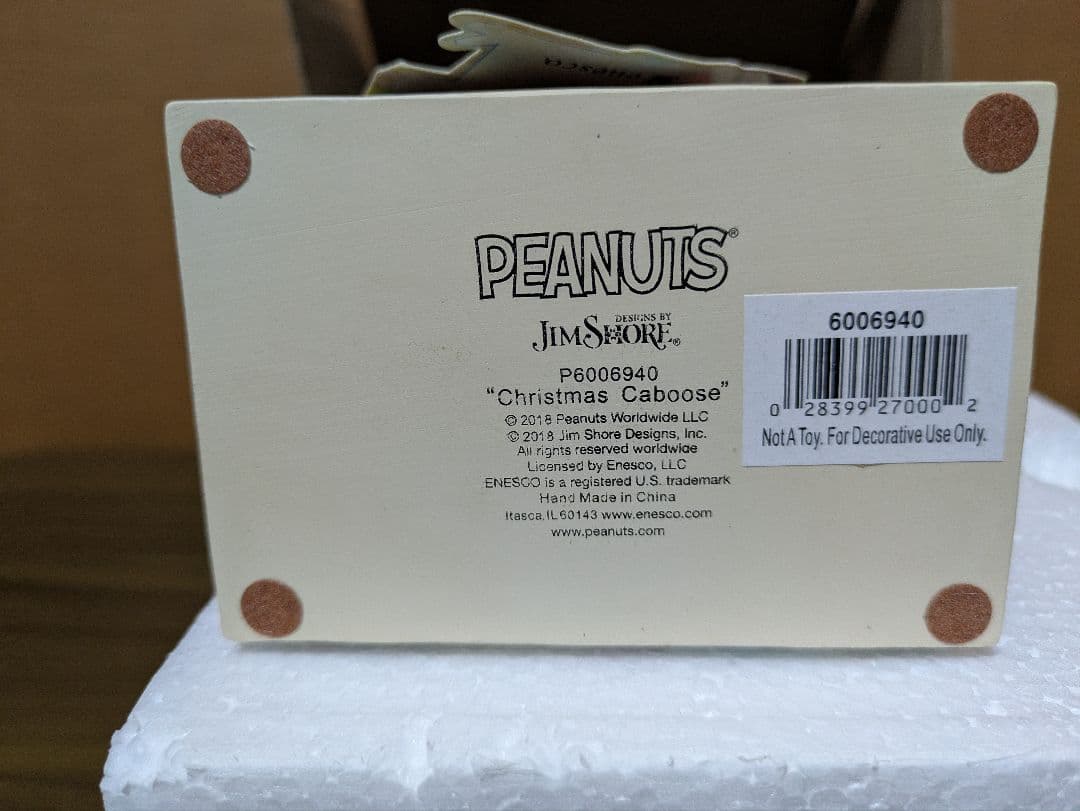 PEANUTS®
DESIGNS BY
JIM SHORE®
P6006940
"Christmas Caboose"
© 2018 Peanuts Worldwide LLC
© 2018 Jim Shore Designs, Inc.
All rights reserved worldwide
Licensed by Enesco, LLC
ENESCO is a registered U.S. trademark
Hand Made in China
Itasca, IL 60143 www.enesco.com
www.peanuts.com
6006940
0 28399 27000 2
Not A Toy. For Decorative Use Only.